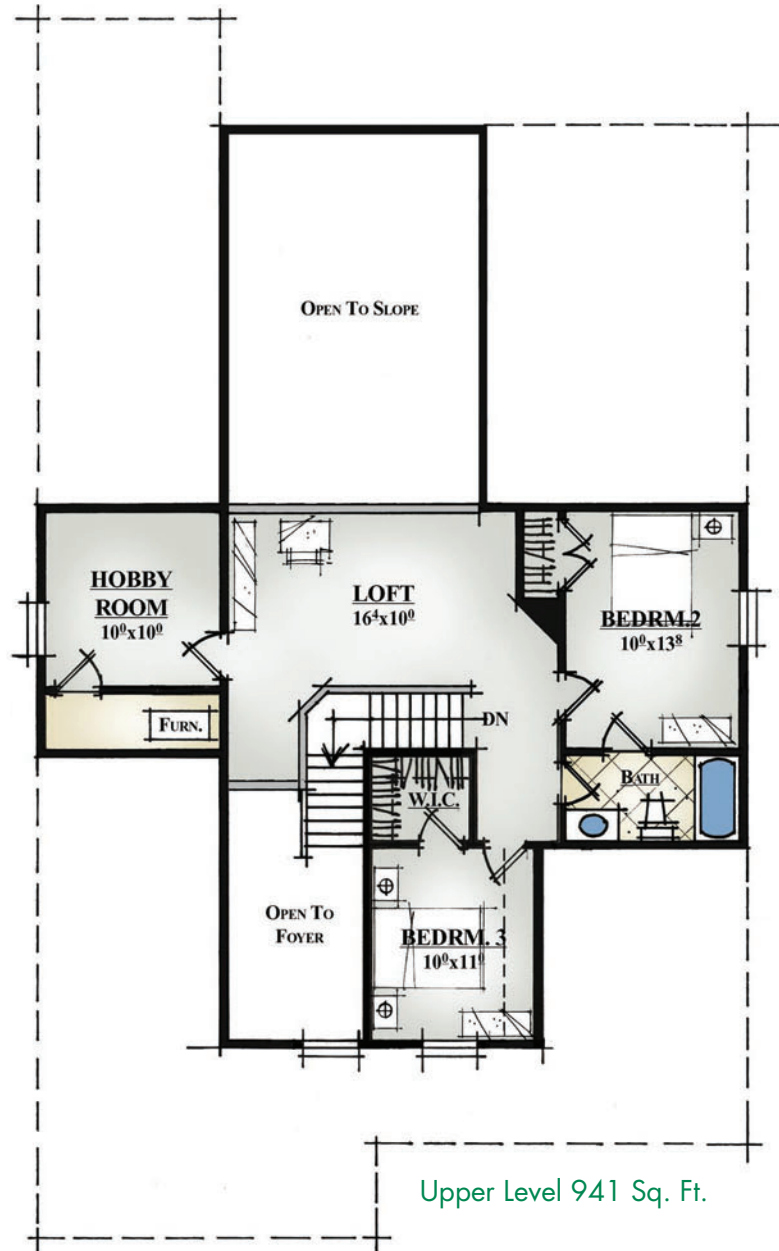 OPEN TO SLOPE
HOBBY
ROOM
10⁰x10⁰
LOFT
16⁴x10⁰
BEDRM.2
10⁰x13⁸
FURN.
DN
BATH
W.I.C.
OPEN TO
FOYER
BEDRM. 3
10⁰x11⁰
Upper Level 941 Sq. Ft.